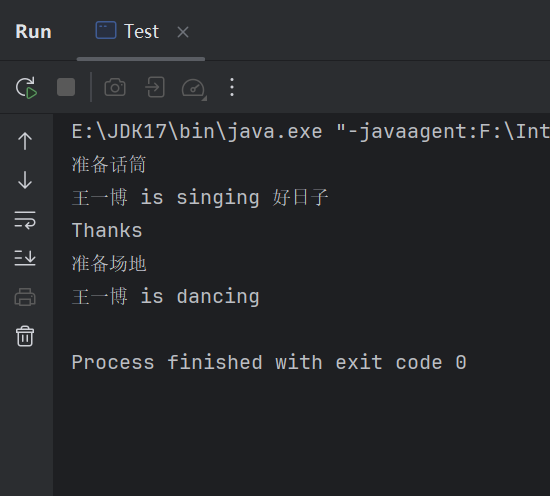 Run
Test
E:\JDK17\bin\java.exe "-javaagent:F:\Int
准备话筒
王一博 is singing 好日子
Thanks
准备场地
王一博 is dancing
Process finished with exit code 0